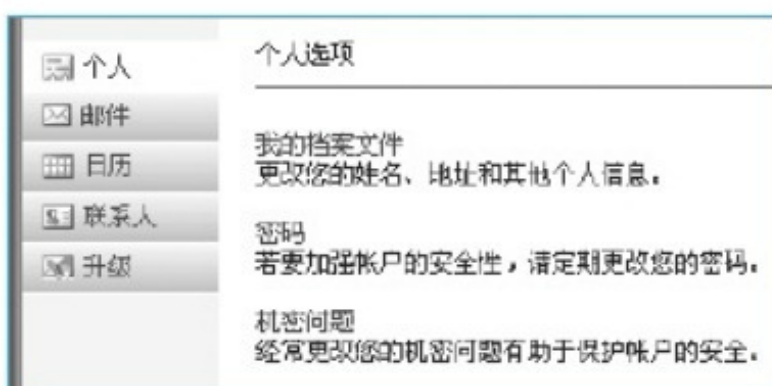 个人
邮件
日历
联系人
升级
个人选项
我的档案文件
更改您的姓名、地址和其他个人信息。
密码
若要加强帐户的安全性，请定期更改您的密码。
机密问题
经常更改您的机密问题有助于保护帐户的安全。